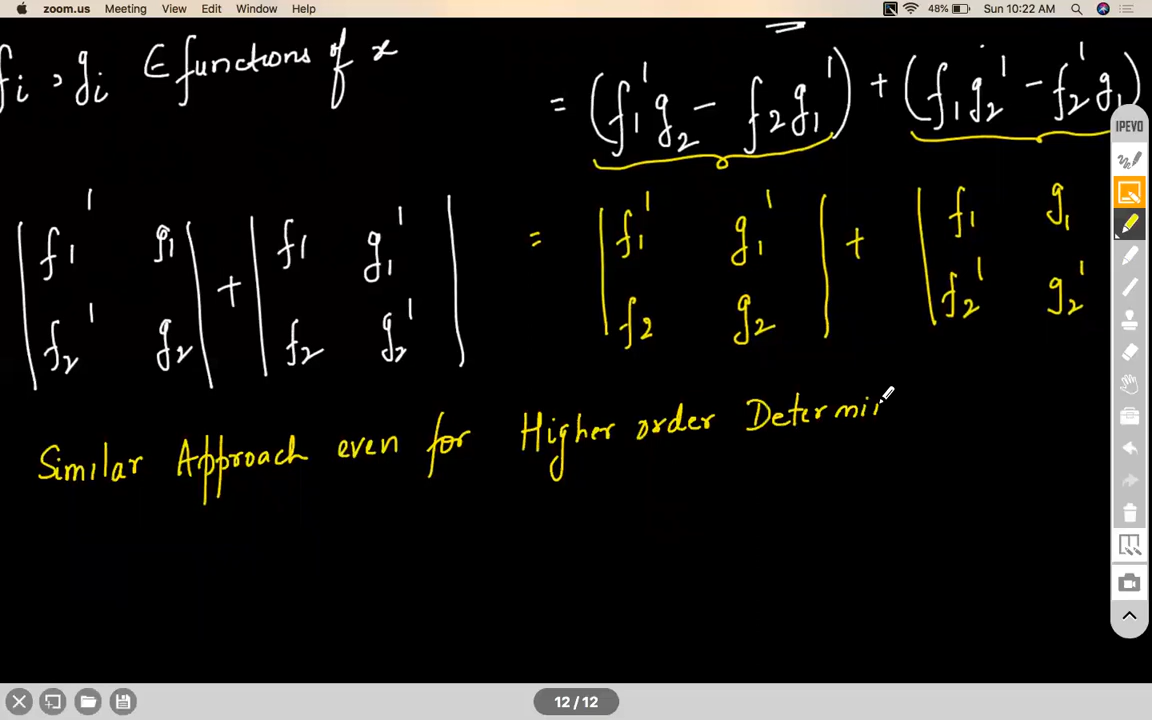 zoom.us Meeting View Edit Window Help 48% Sun 10:22 AM
fi, gi ∈ functions of x
= (f₁'g₂ − f₂g₁') + (f₁g₂' − f₂'g₁)
|f₁' g₁| + |f₁ g₁'| = |f₁' g₁'| + |f₁ g₁
|f₂' g₂| |f₂ g₂'| |f₂ g₂| |f₂' g₂'
Similar Approach even for Higher order Determi
IPEVO
12 / 12